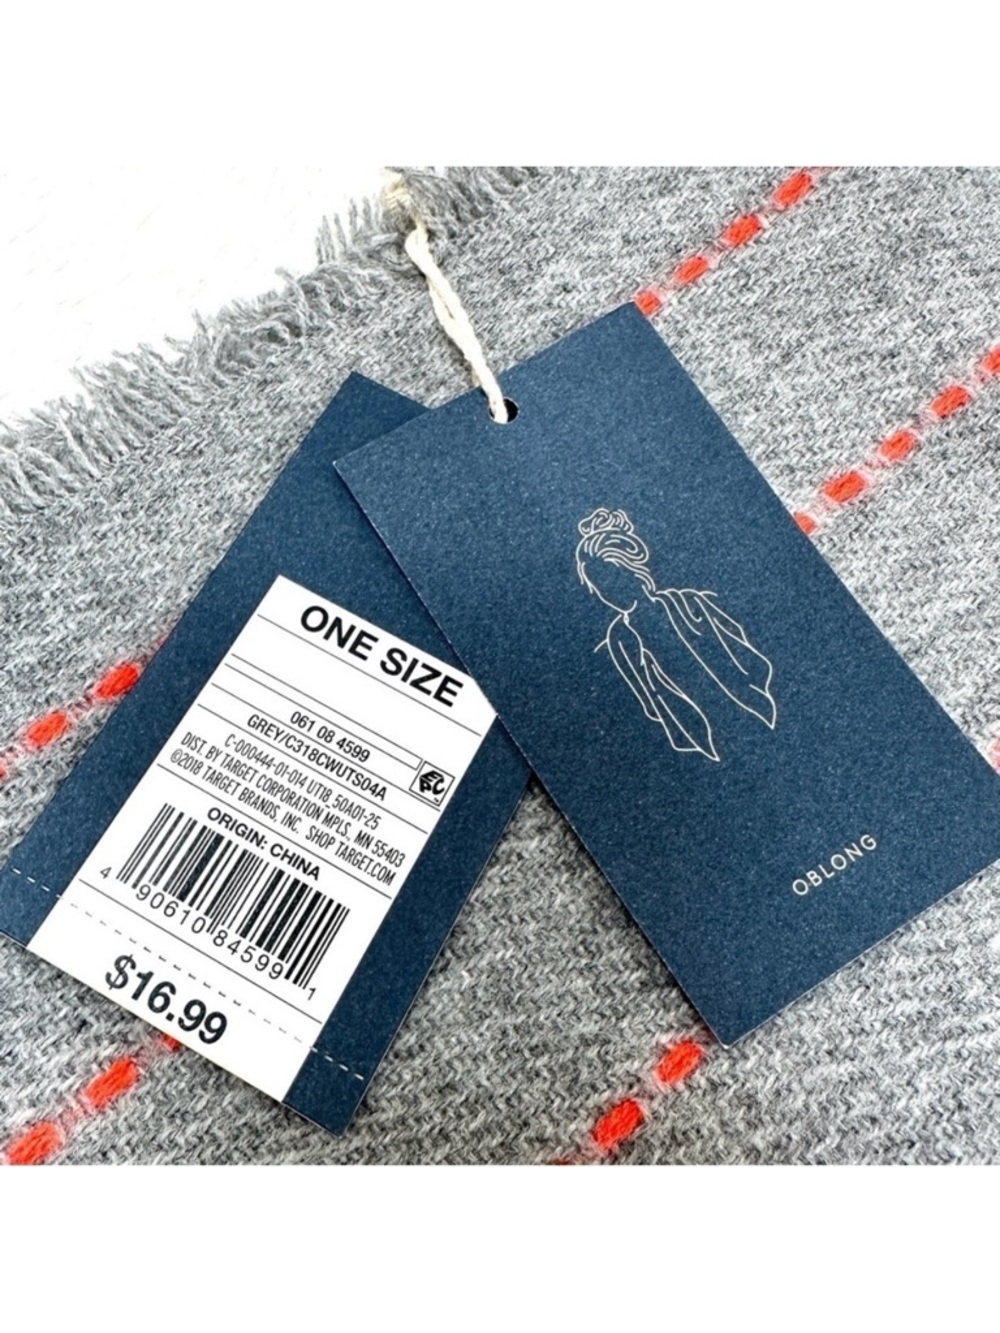 ONE SIZE
061 08 4599
GREY/C318CWUTS04A
C-000444-01-014 UT18_50A01-25
DIST. BY TARGET CORPORATION MPLS., MN 55403
©2018 TARGET BRANDS, INC. SHOP TARGET.COM
ORIGIN: CHINA
4 90610 84599 1
$16.99
OBLONG